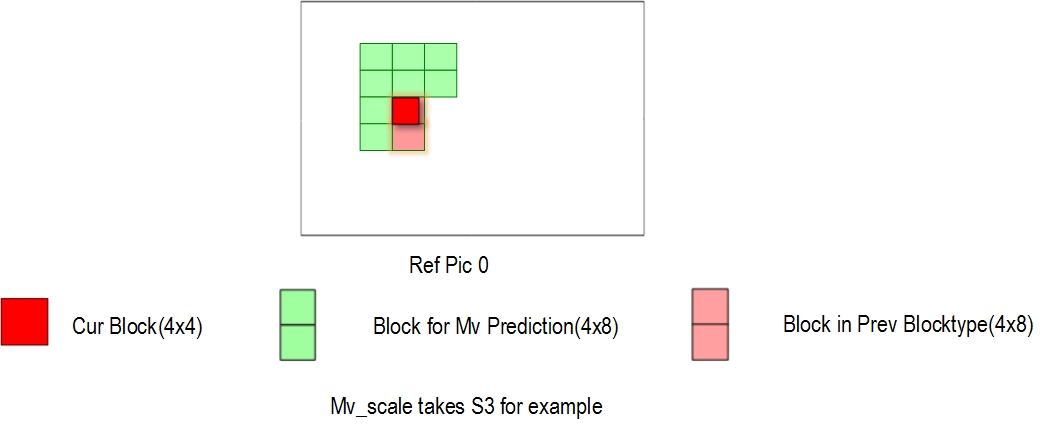 Ref Pic 0
Cur Block(4x4)
Block for Mv Prediction(4x8)
Block in Prev Blocktype(4x8)
Mv_scale takes S3 for example